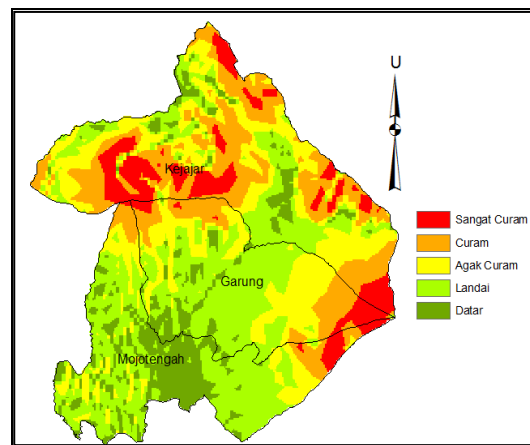 U
Kejajar
Garung
Mojotengah
Sangat Curam
Curam
Agak Curam
Landai
Datar